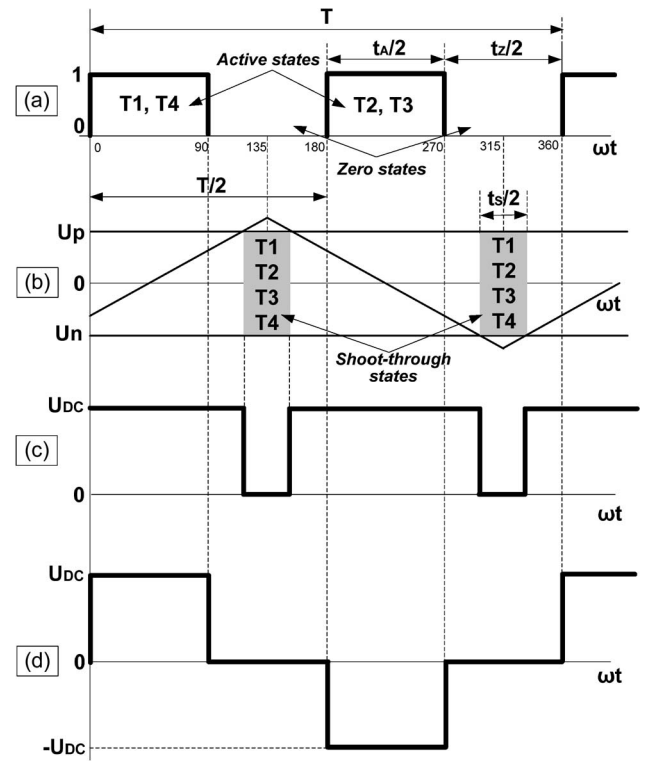 T
tA/2
tZ/2
Active states
(a)
1
T1, T4
T2, T3
0
0
90
135
180
270
315
360
ωt
Zero states
T/2
tS/2
(b)
Up
T1
T2
T3
T4
T1
T2
T3
T4
0
ωt
Un
Shoot-through
states
(c)
UDC
0
ωt
(d)
UDC
0
ωt
-UDC